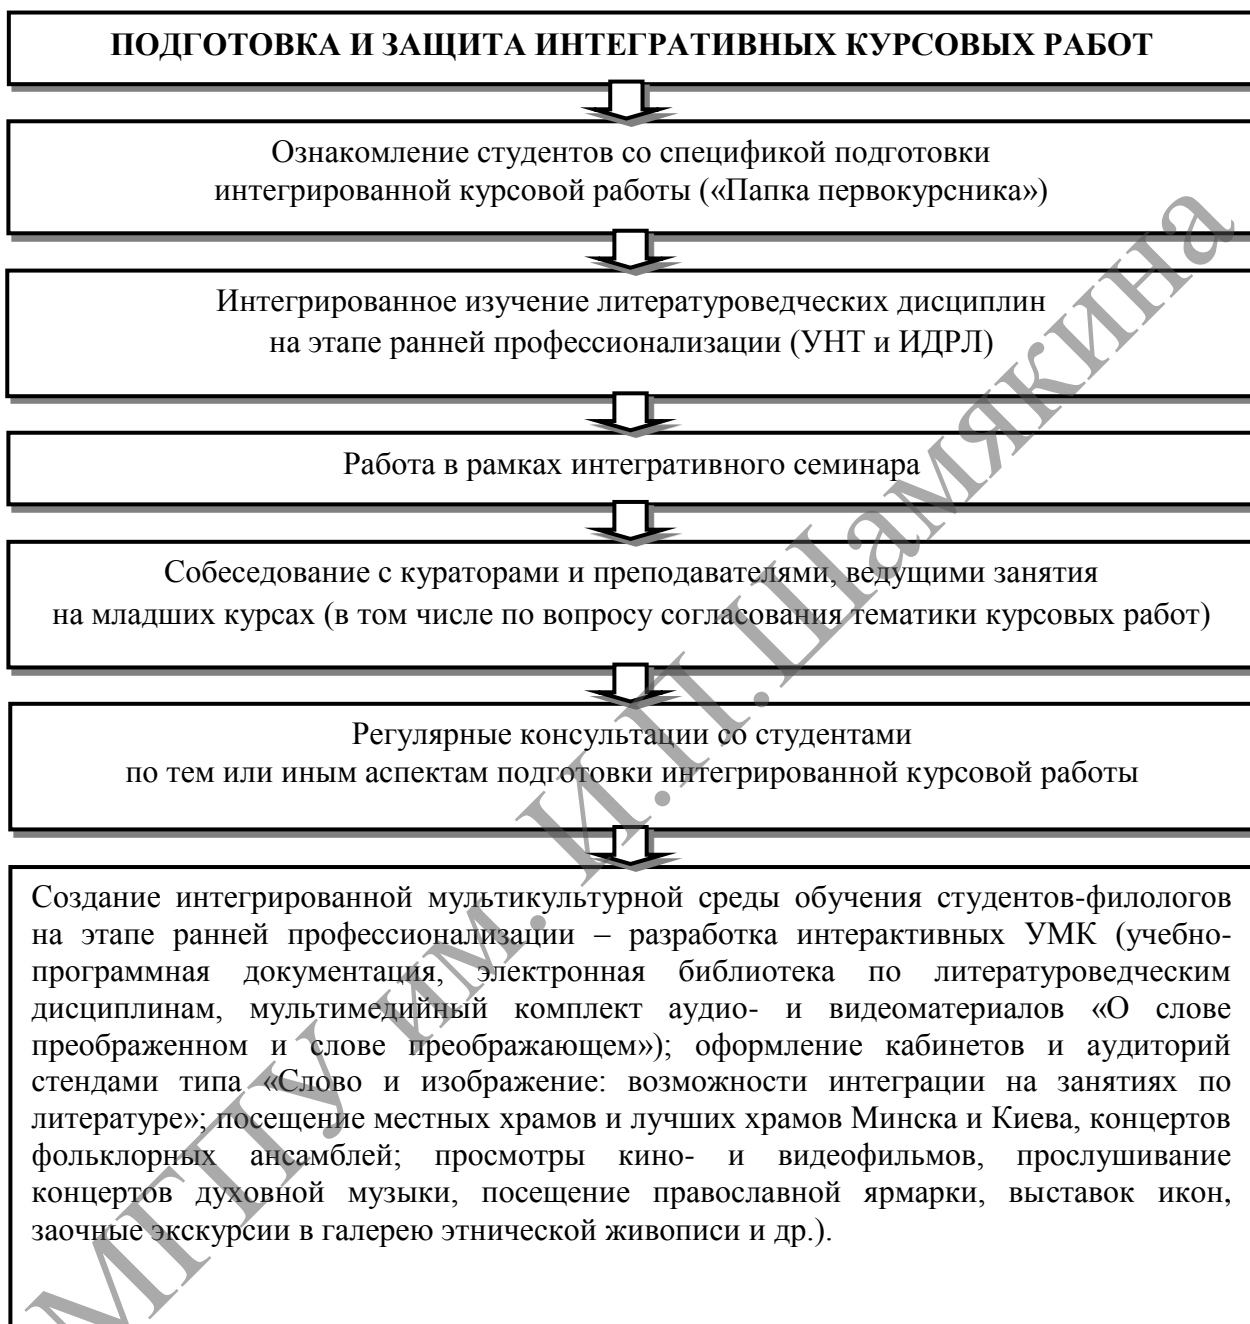 ПОДГОТОВКА И ЗАЩИТА ИНТЕГРАТИВНЫХ КУРСОВЫХ РАБОТ
Ознакомление студентов со спецификой подготовки
интегрированной курсовой работы («Папка первокурсника»)
Интегрированное изучение литературоведческих дисциплин
на этапе ранней профессионализации (УНТ и ИДРЛ)
Работа в рамках интегративного семинара
Собеседование с кураторами и преподавателями, ведущими занятия
на младших курсах (в том числе по вопросу согласования тематики курсовых работ)
Регулярные консультации со студентами
по тем или иным аспектам подготовки интегрированной курсовой работы
Создание интегрированной мультикультурной среды обучения студентов-филологов
на этапе ранней профессионализации – разработка интерактивных УМК (учебно-
программная документация, электронная библиотека по литературоведческим
дисциплинам, мультимедийный комплект аудио- и видеоматериалов «О слове
преображенном и слове преображающем»); оформление кабинетов и аудиторий
стендами типа «Слово и изображение: возможности интеграции на занятиях по
литературе»; посещение местных храмов и лучших храмов Минска и Киева, концертов
фольклорных ансамблей; просмотры кино- и видеофильмов, прослушивание
концертов духовной музыки, посещение православной ярмарки, выставок икон,
заочные экскурсии в галерею этнической живописи и др.).
МГПУ им. И.П.Шамякина